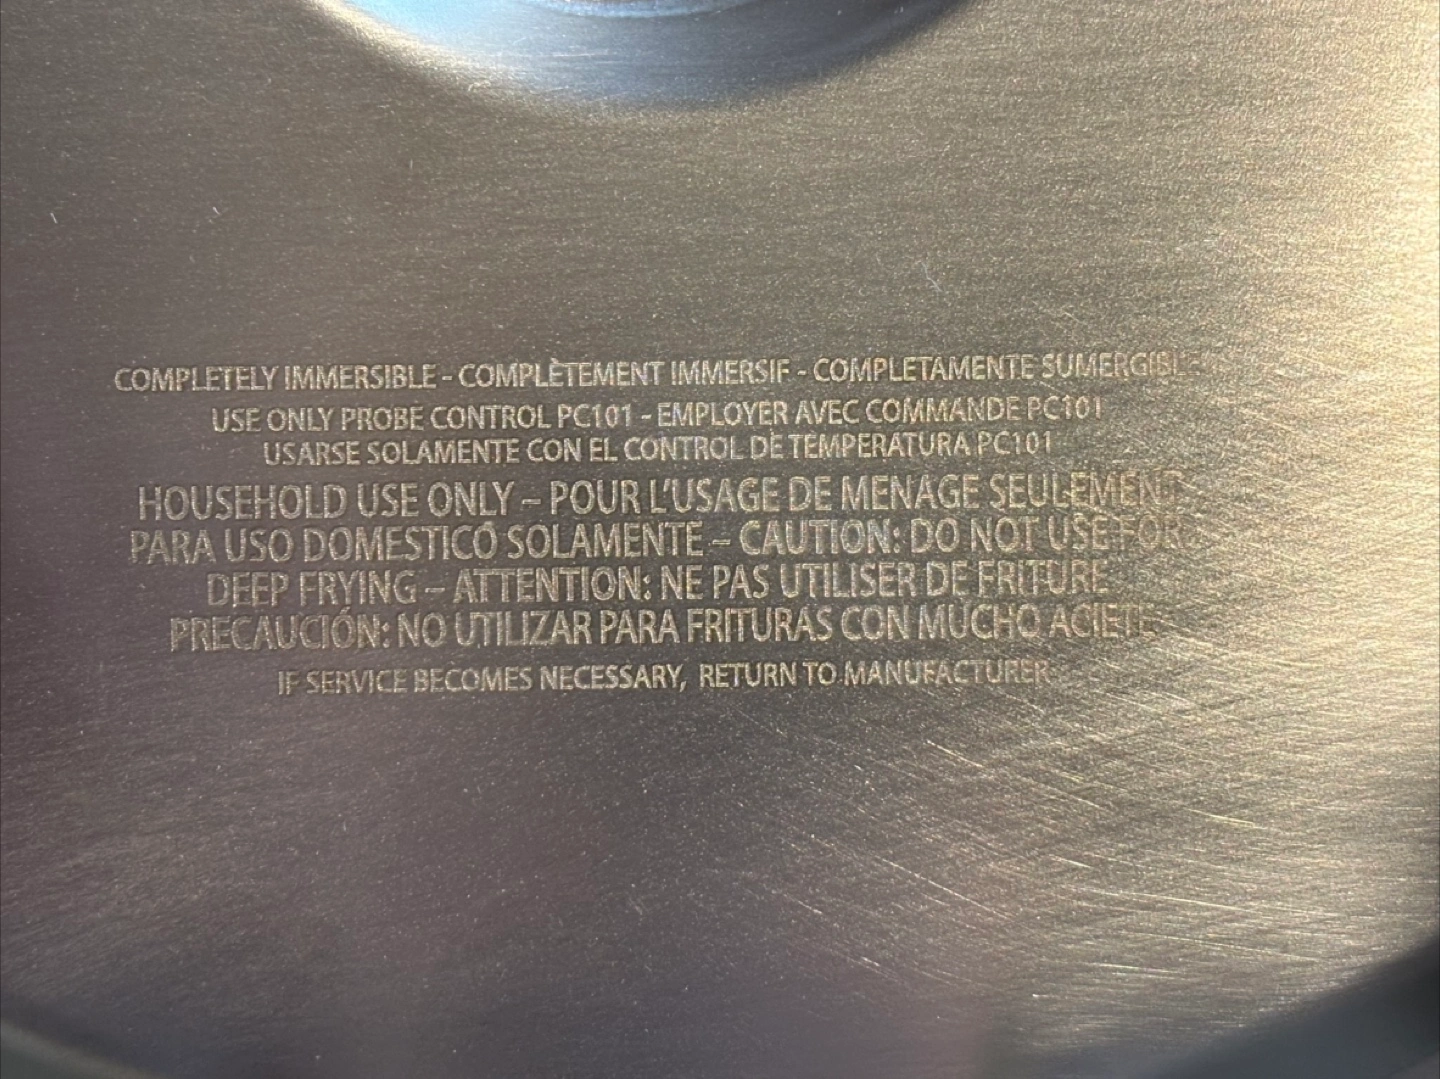 COMPLETELY IMMERSIBLE - COMPLÈTEMENT IMMERSIF - COMPLETAMENTE SUMERGIBLE
USE ONLY PROBE CONTROL PC101 - EMPLOYER AVEC COMMANDE PC101
USARSE SOLAMENTE CON EL CONTROL DE TEMPERATURA PC101
HOUSEHOLD USE ONLY – POUR L'USAGE DE MENAGE SEULEMENT
PARA USO DOMESTICÓ SOLAMENTE – CAUTION: DO NOT USE FOR
DEEP FRYING – ATTENTION: NE PAS UTILISER DE FRITURE
PRECAUCIÓN: NO UTILIZAR PARA FRITURAS CON MUCHO ACIETE
IF SERVICE BECOMES NECESSARY, RETURN TO MANUFACTURER